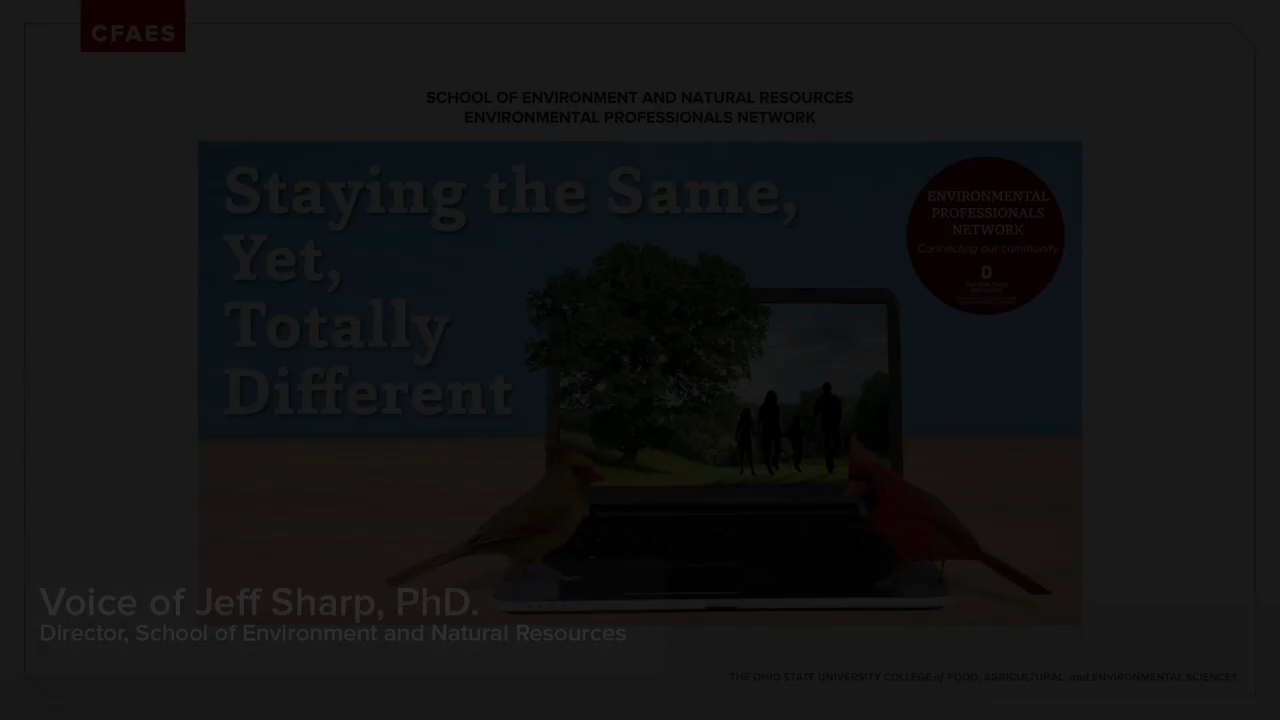 CFAES
SCHOOL OF ENVIRONMENT AND NATURAL RESOURCES
ENVIRONMENTAL PROFESSIONALS NETWORK
Staying the Same,
Yet,
Totally
Different
ENVIRONMENTAL
PROFESSIONALS
NETWORK
Connecting our community
Voice of Jeff Sharp, PhD.
Director, School of Environment and Natural Resources
THE OHIO STATE UNIVERSITY COLLEGE of FOOD, AGRICULTURAL, and ENVIRONMENTAL SCIENCES